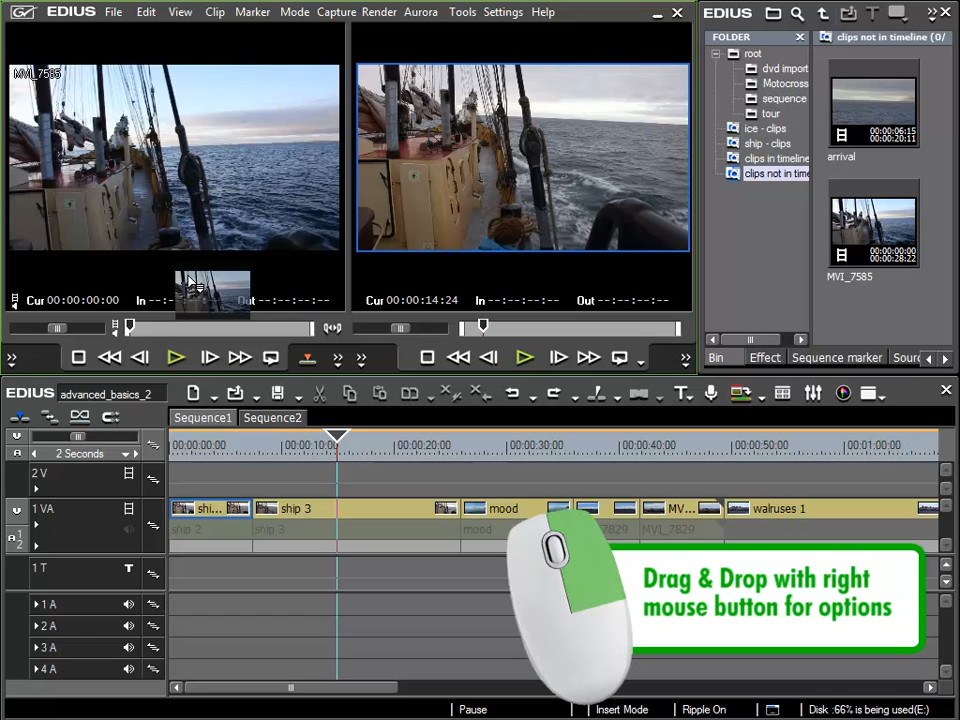 EDIUS File Edit View Clip Marker Mode Capture Render Aurora Tools Settings Help
MVI_7585
Cur 00:00:00:00 In --:-- Out --:--:--:--
Cur 00:00:14:24 In --:--:--:-- Out --:--:--:--
EDIUS
FOLDER
root
dvd import
Motocross
sequence
tour
ice - clips
ship - clips
clips in timeline
clips not in time
clips not in timeline (0/
00:00:06:15
00:00:20:11
arrival
00:00:00:00
00:00:28:22
MVI_7585
Bin Effect Sequence marker Sourc
EDIUS advanced_basics_2
Sequence1 Sequence2
2 Seconds
00:00:00:00 00:00:10:00 00:00:20:00 00:00:30:00 00:00:40:00 00:00:50:00 00:01:00:00
2 V
1 VA shi... ship 3 mood MV... walruses 1
ship 2 ship 3 mood 7829 MVI_7829
1
2
1 T T
1 A
2 A
3 A
4 A
Drag & Drop with right
mouse button for options
Pause Insert Mode Ripple On Disk :66% is being used(E:)